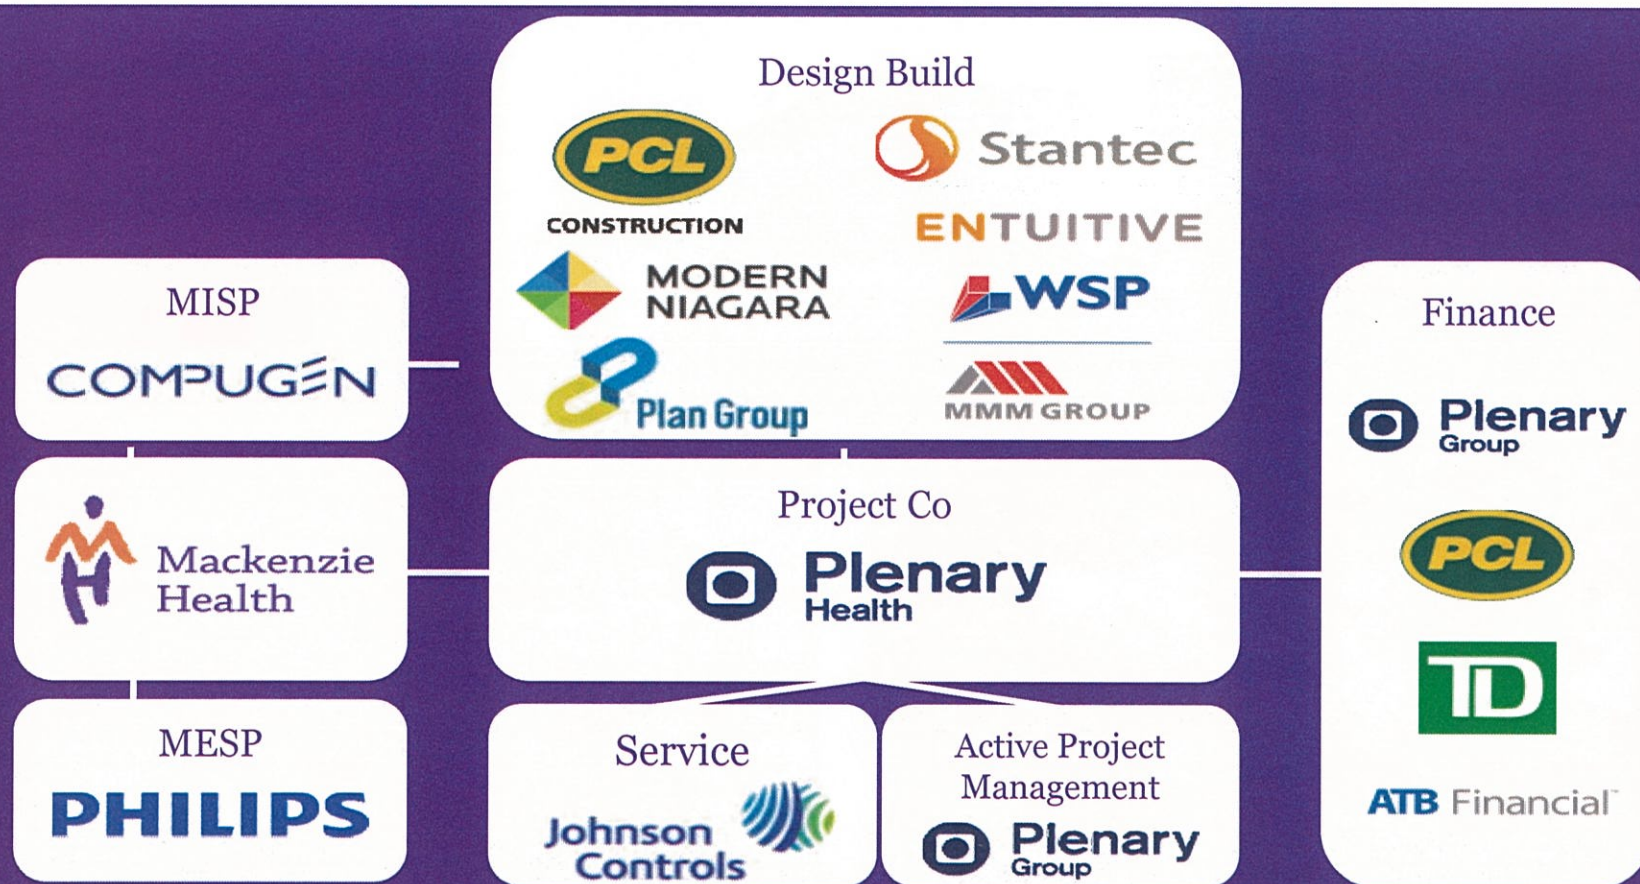 Design Build
PCL
CONSTRUCTION
Stantec
ENTUITIVE
MODERN
NIAGARA
WSP
Plan Group
MMM GROUP
MISP
COMPUGEN
Mackenzie
Health
MESP
PHILIPS
Project Co
Plenary
Health
Service
Johnson
Controls
Active Project
Management
Plenary
Group
Finance
Plenary
Group
PCL
TD
ATB Financial™